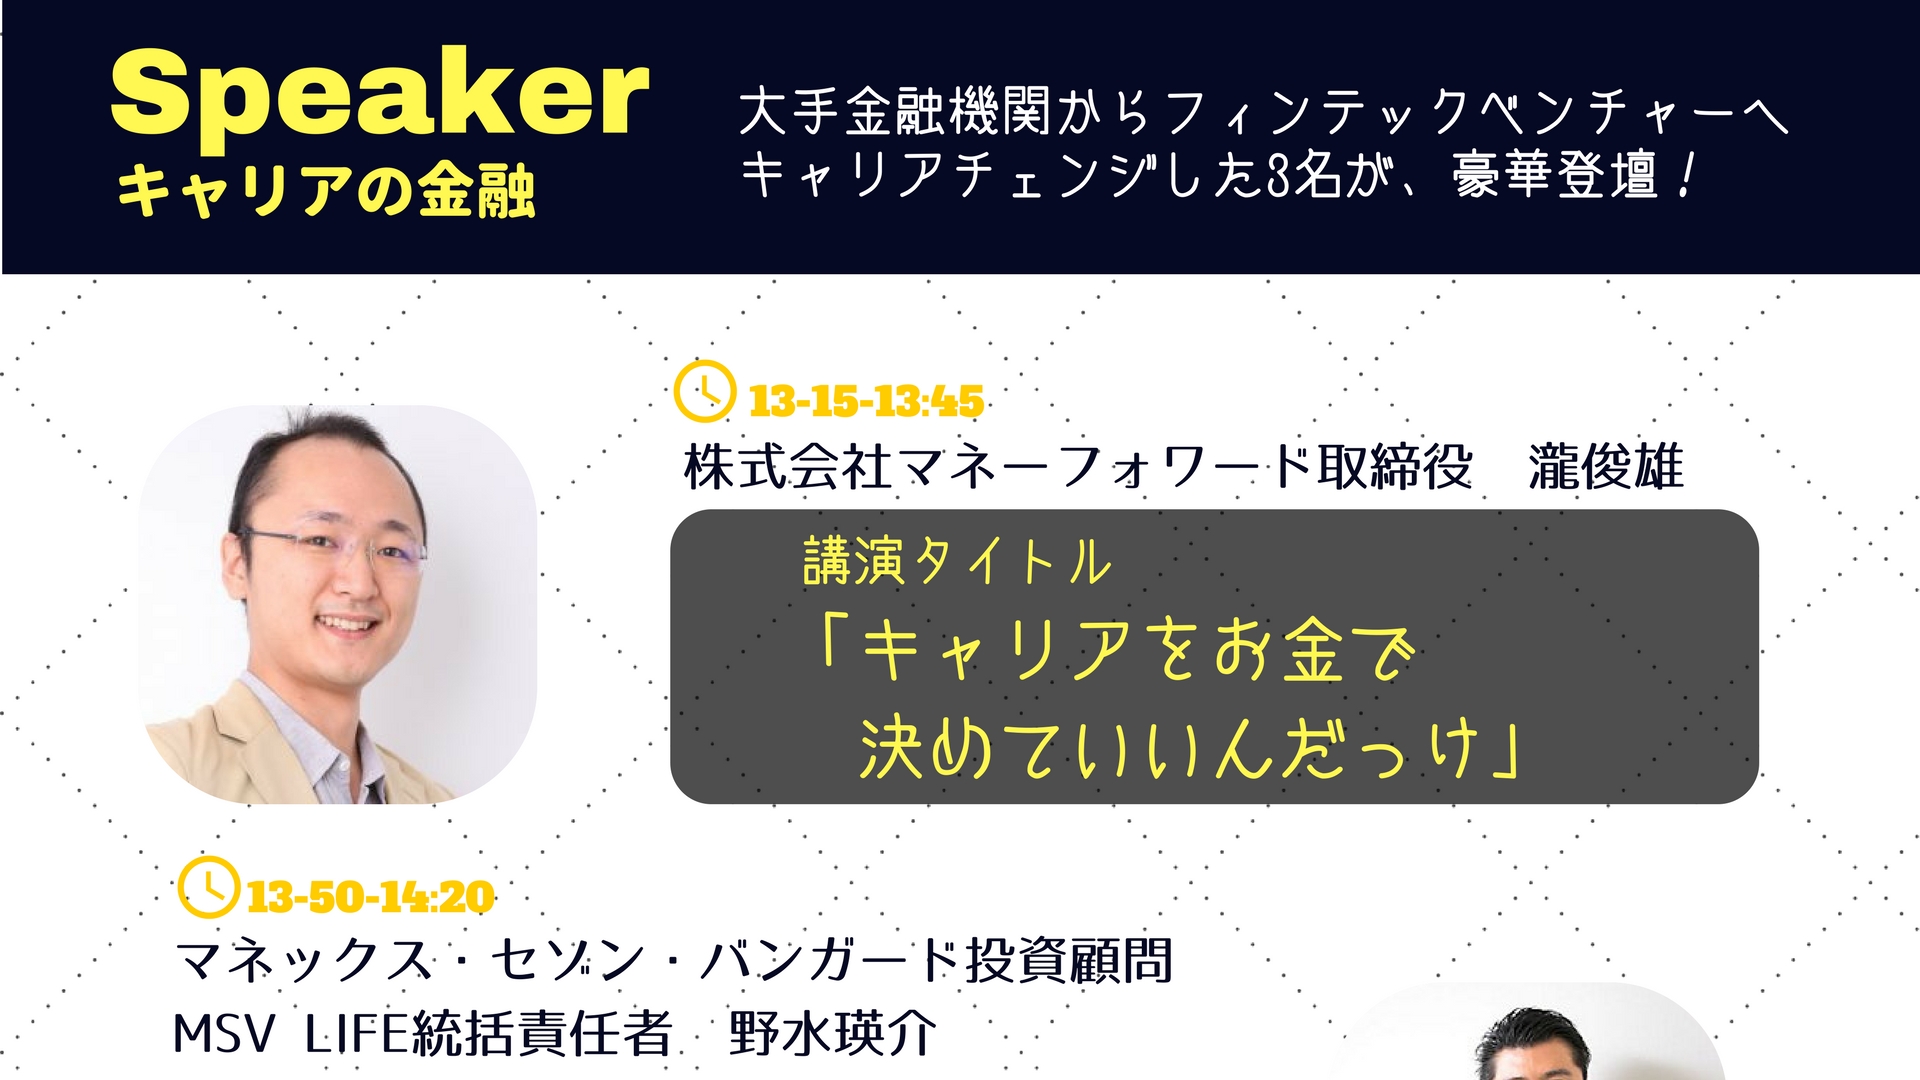 Speaker
キャリアの金融
大手金融機関からフィンテックベンチャーへ
キャリアチェンジした3名が、豪華登壇！
13-15-13:45
株式会社マネーフォワード取締役　瀧俊雄
講演タイトル
「キャリアをお金で
決めていいんだっけ」
13-50-14:20
マネックス・セゾン・バンガード投資顧問
MSV LIFE統括責任者　野水瑛介